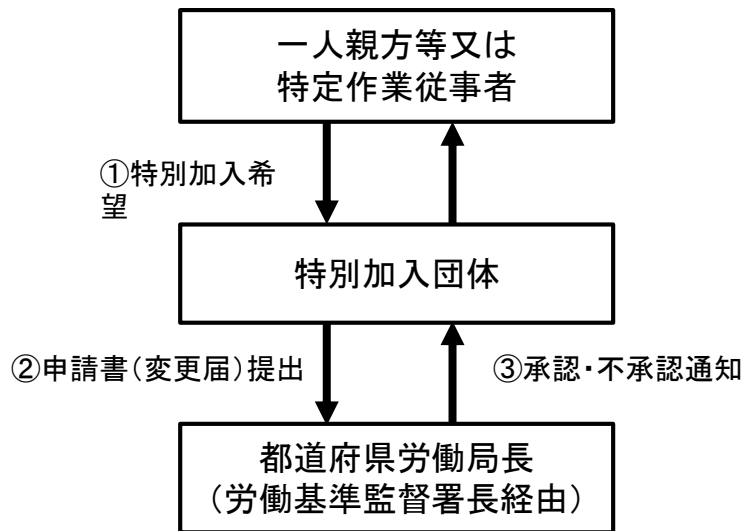 一人親方等又は
特定作業従事者
①特別加入希
望
特別加入団体
②申請書(変更届)提出
③承認・不承認通知
都道府県労働局長
(労働基準監督署長経由)